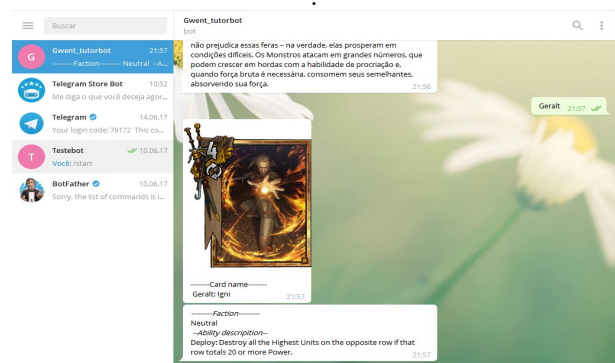 Buscar
Gwent_tutorbot
bot
G
Gwent_tutorbot 21:57
--------Faction-------- Neutral --A...
Telegram Store Bot 10:52
Me diga o que você deseja agor...
Telegram 14.06.17
Your login code: 79172 This co...
T
Testebot 10.06.17
Você: /start
BotFather 10.06.17
Sorry, the list of commands is i...
não prejudica essas feras – na verdade, elas prosperam em
condições difíceis. Os Monstros atacam em grandes números, que
podem crescer em hordas com a habilidade de procriação e,
quando força bruta é necessária, consomem seus semelhantes,
absorvendo sua força.
21:56
Geralt 21:57
4
--------Card name--------
Geralt: Igni
21:57
---------Faction---------
Neutral
--Ability descripition--
Deploy: Destroy all the Highest Units on the opposite row if that
row totals 20 or more Power.
21:57